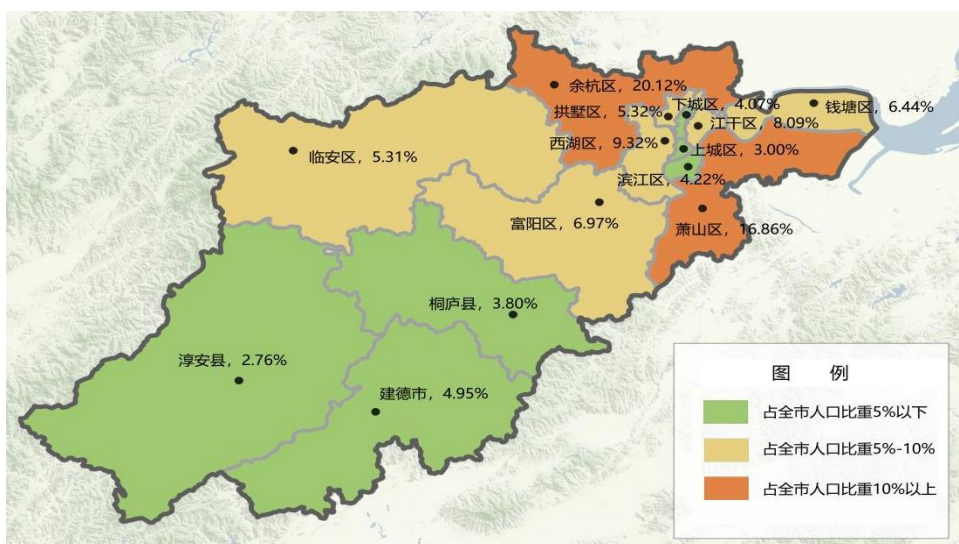 余杭区，20.12%
下城区，4.07%
钱塘区，6.44%
拱墅区，5.32%
江干区，8.09%
西湖区，9.32%
上城区，3.00%
临安区，5.31%
滨江区，4.22%
富阳区，6.97%
萧山区，16.86%
桐庐县，3.80%
淳安县，2.76%
建德市，4.95%
图 例
占全市人口比重5%以下
占全市人口比重5%-10%
占全市人口比重10%以上